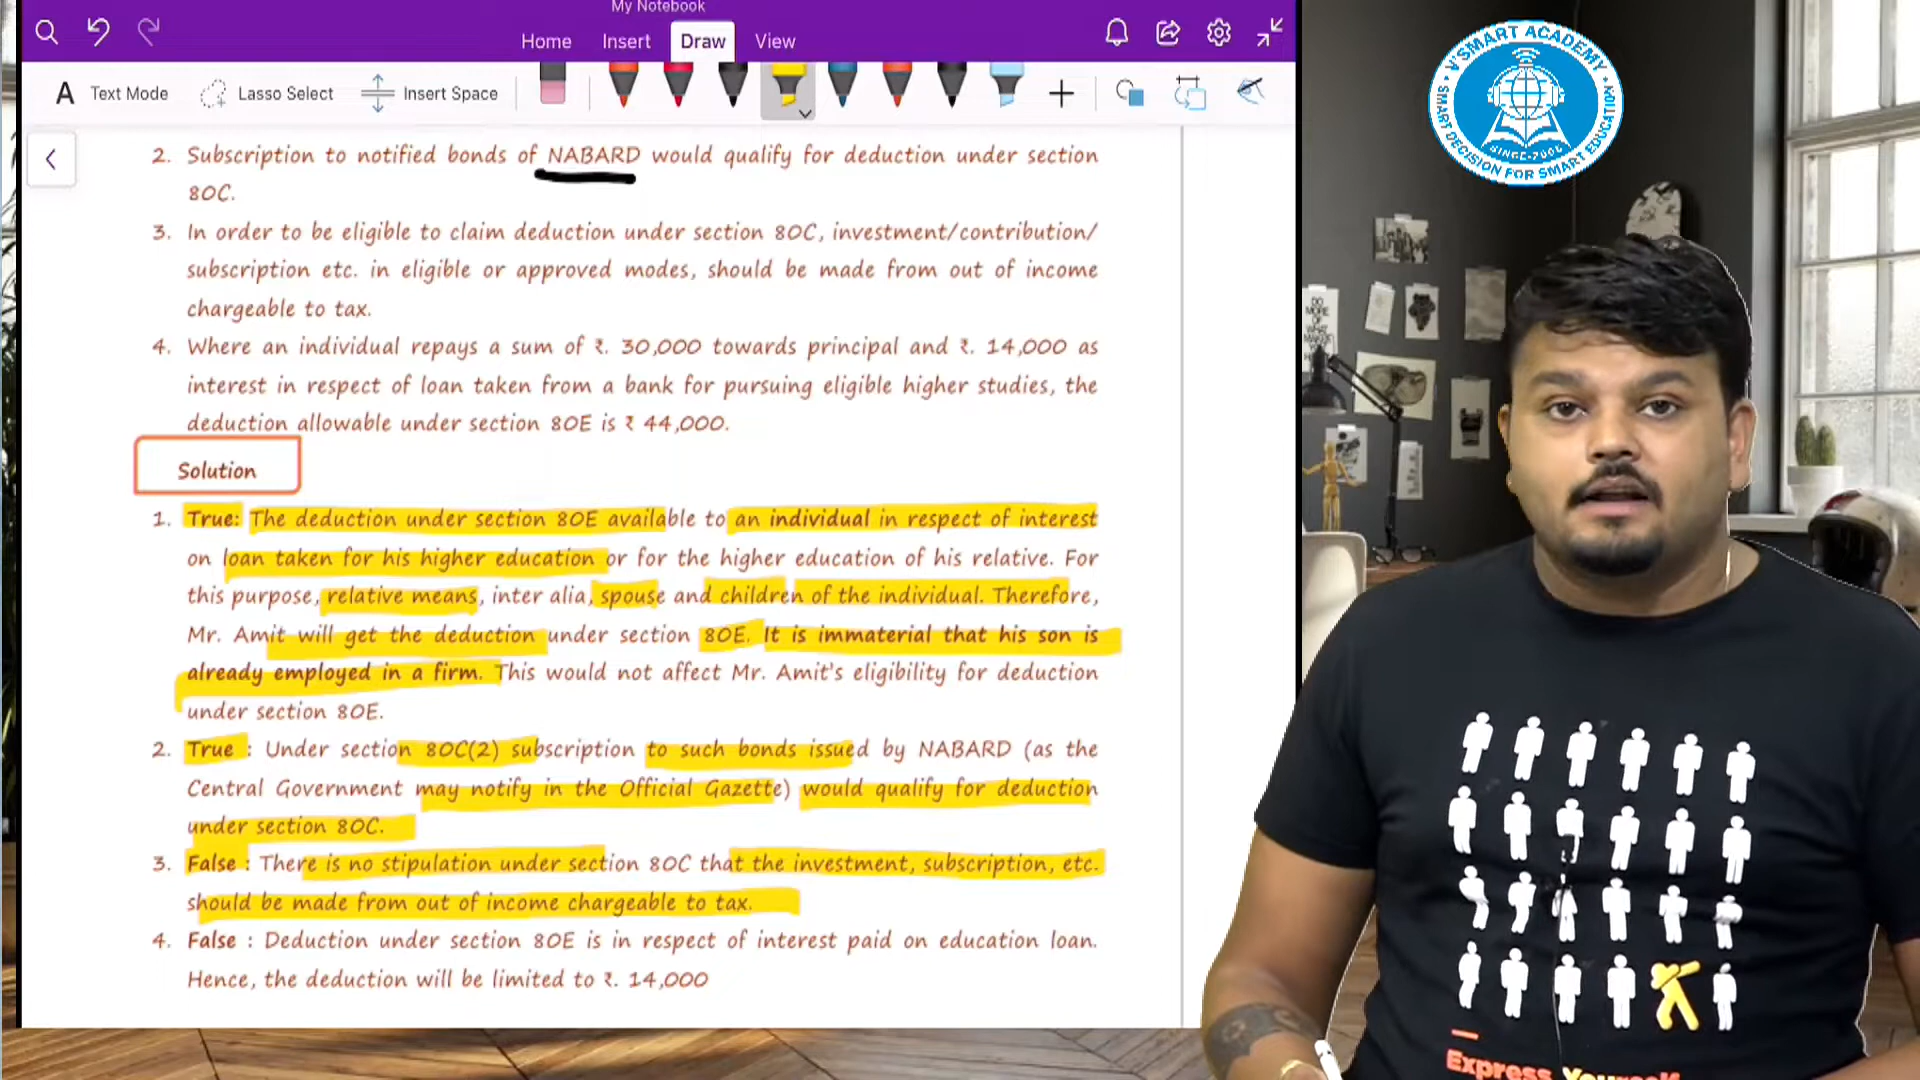 My Notebook
Home Insert Draw View
A Text Mode Lasso Select Insert Space
2. Subscription to notified bonds of NABARD would qualify for deduction under section
80C.
3. In order to be eligible to claim deduction under section 80C, investment/contribution/
subscription etc. in eligible or approved modes, should be made from out of income
chargeable to tax.
4. Where an individual repays a sum of ₹. 30,000 towards principal and ₹. 14,000 as
interest in respect of loan taken from a bank for pursuing eligible higher studies, the
deduction allowable under section 80E is ₹ 44,000.
Solution
1. True: The deduction under section 80E available to an individual in respect of interest
on loan taken for his higher education or for the higher education of his relative. For
this purpose, relative means, inter alia, spouse and children of the individual. Therefore,
Mr. Amit will get the deduction under section 80E. It is immaterial that his son is
already employed in a firm. This would not affect Mr. Amit's eligibility for deduction
under section 80E.
2. True : Under section 80C(2) subscription to such bonds issued by NABARD (as the
Central Government may notify in the Official Gazette) would qualify for deduction
under section 80C.
3. False : There is no stipulation under section 80C that the investment, subscription, etc.
should be made from out of income chargeable to tax.
4. False : Deduction under section 80E is in respect of interest paid on education loan.
Hence, the deduction will be limited to ₹. 14,000
V'SMART ACADEMY
SINCE-2006
SMART DECISION FOR SMART EDUCATION
DO
MORE
OF
WHAT
MAKES
Express Yourself